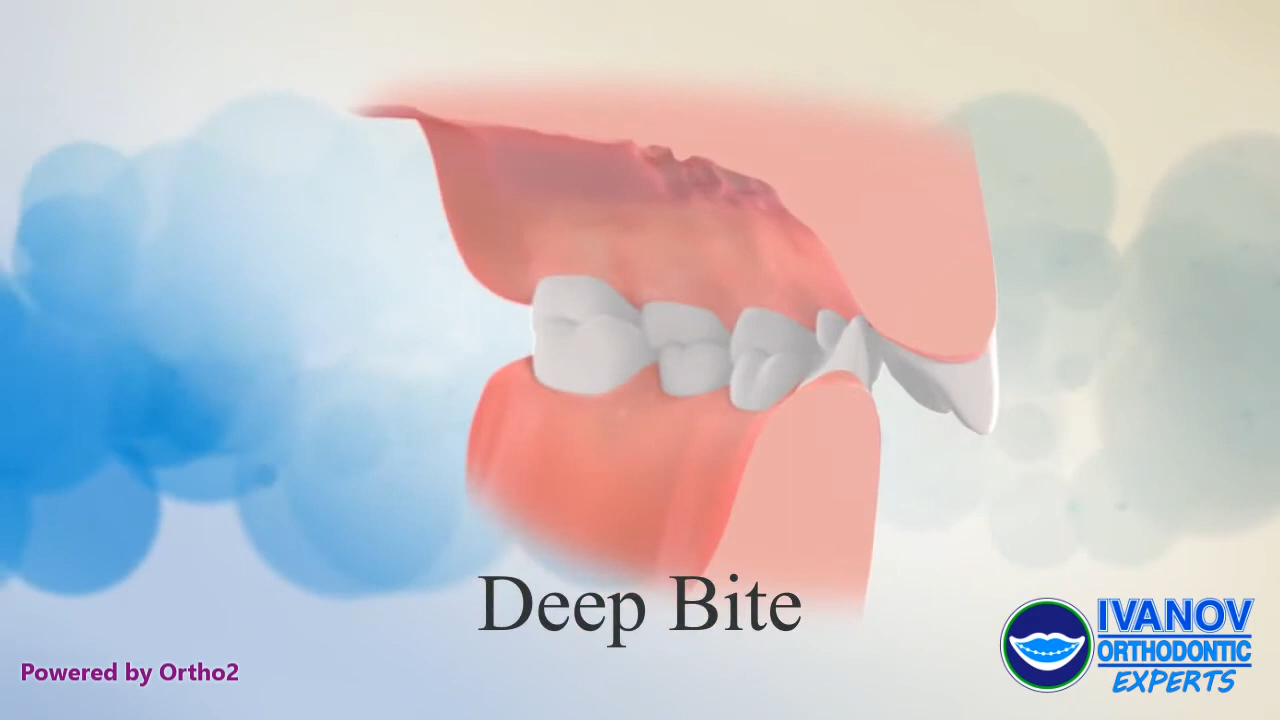 Deep Bite
Powered by Ortho2
IVANOV
ORTHODONTIC
EXPERTS